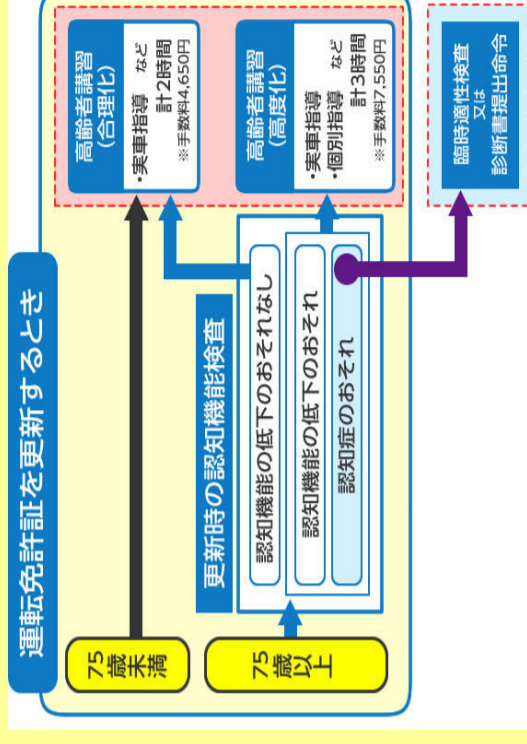 運転免許証を更新するとき
75
歳
未
満
75
歳
以
上
更新時の認知機能検査
認知機能の低下のおそれなし
認知機能の低下のおそれ
認知症のおそれ
高齢者講習
(合理化)
・実車指導 など
計2時間
※手数料4,650円
高齢者講習
(高度化)
・実車指導
・個別指導 など
計3時間
※手数料7,550円
臨時適性検査
又は
診断書提出命令